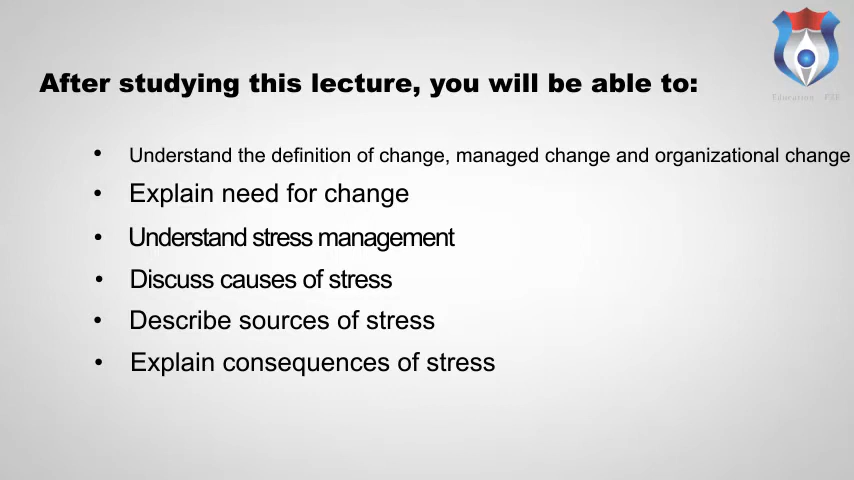 After studying this lecture, you will be able to:
• Understand the definition of change, managed change and organizational change
• Explain need for change
• Understand stress management
• Discuss causes of stress
• Describe sources of stress
• Explain consequences of stress
Education